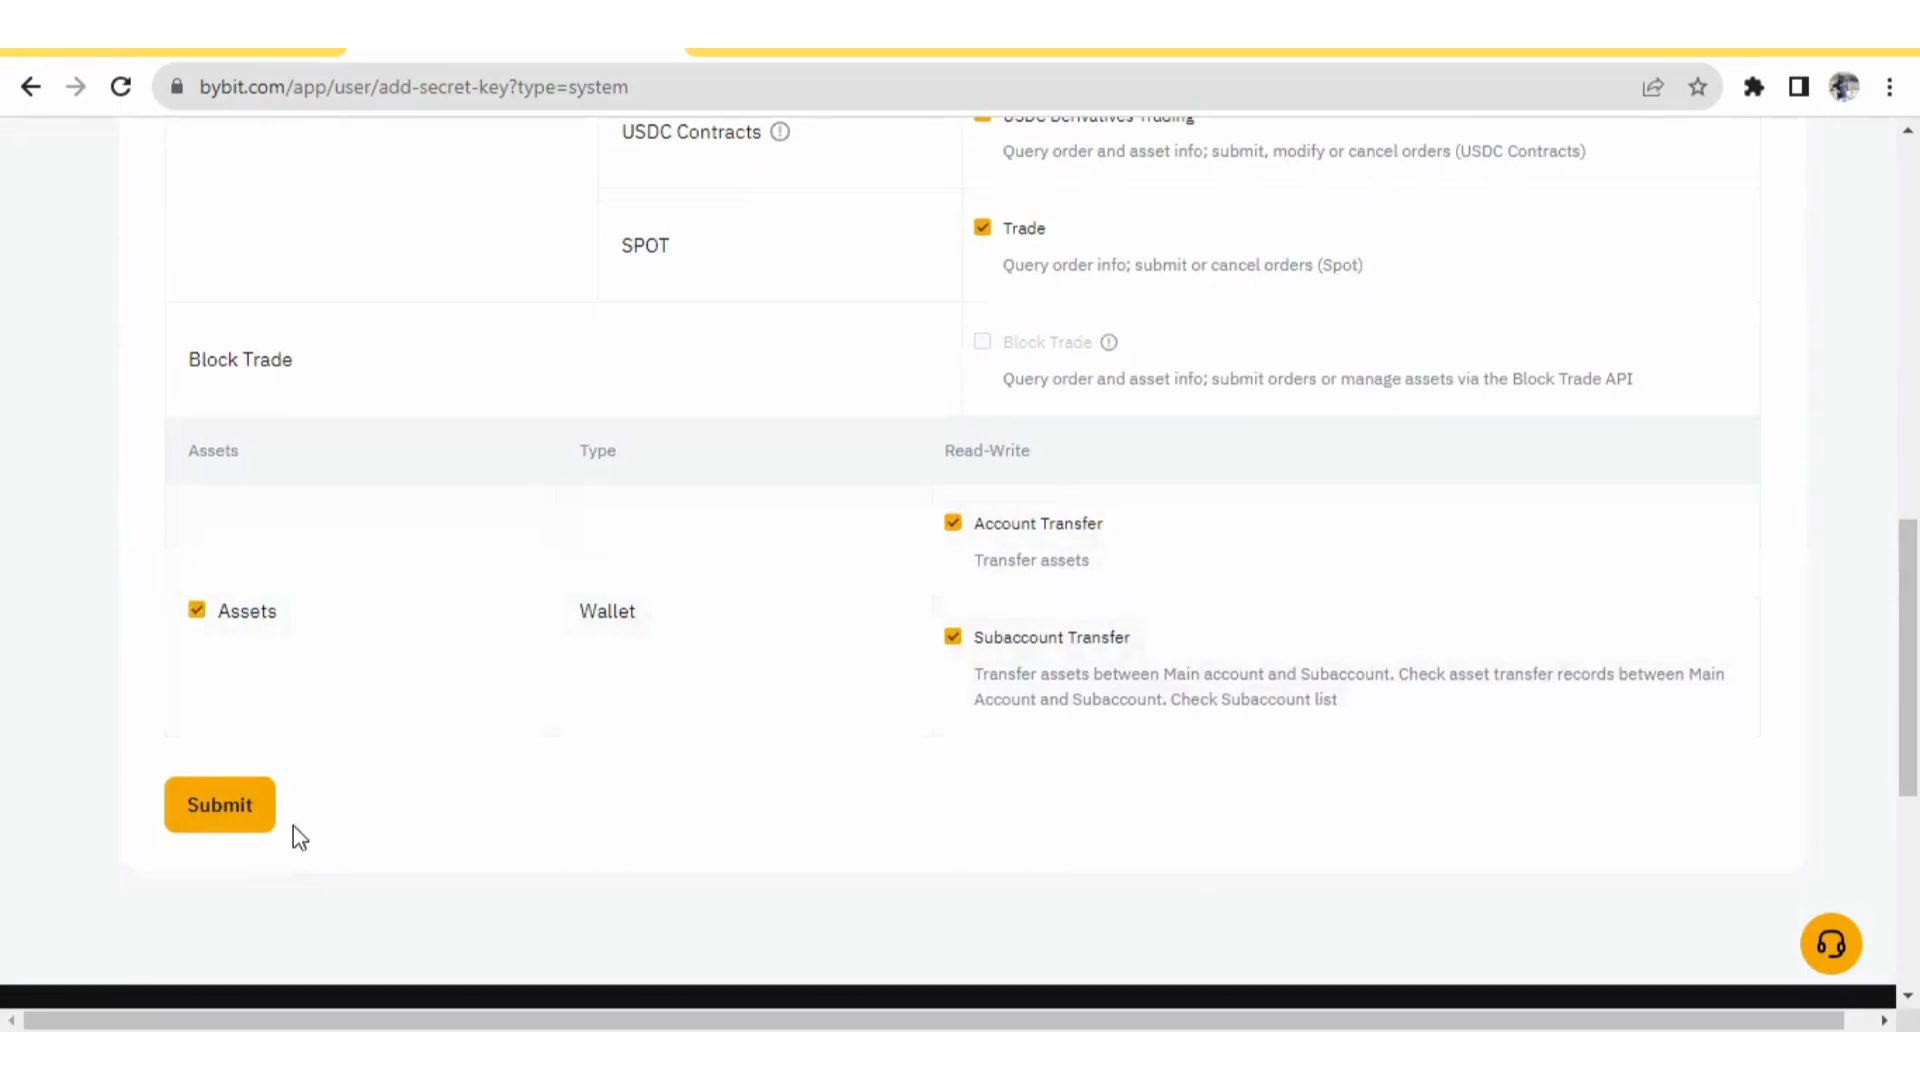 bybit.com/app/user/add-secret-key?type=system
USDC Derivatives Trading
USDC Contracts
Query order and asset info; submit, modify or cancel orders (USDC Contracts)
Trade
SPOT
Query order info; submit or cancel orders (Spot)
Block Trade
Block Trade
Query order and asset info; submit orders or manage assets via the Block Trade API
Assets Type Read-Write
Account Transfer
Transfer assets
Assets Wallet
Subaccount Transfer
Transfer assets between Main account and Subaccount. Check asset transfer records between Main
Account and Subaccount. Check Subaccount list
Submit